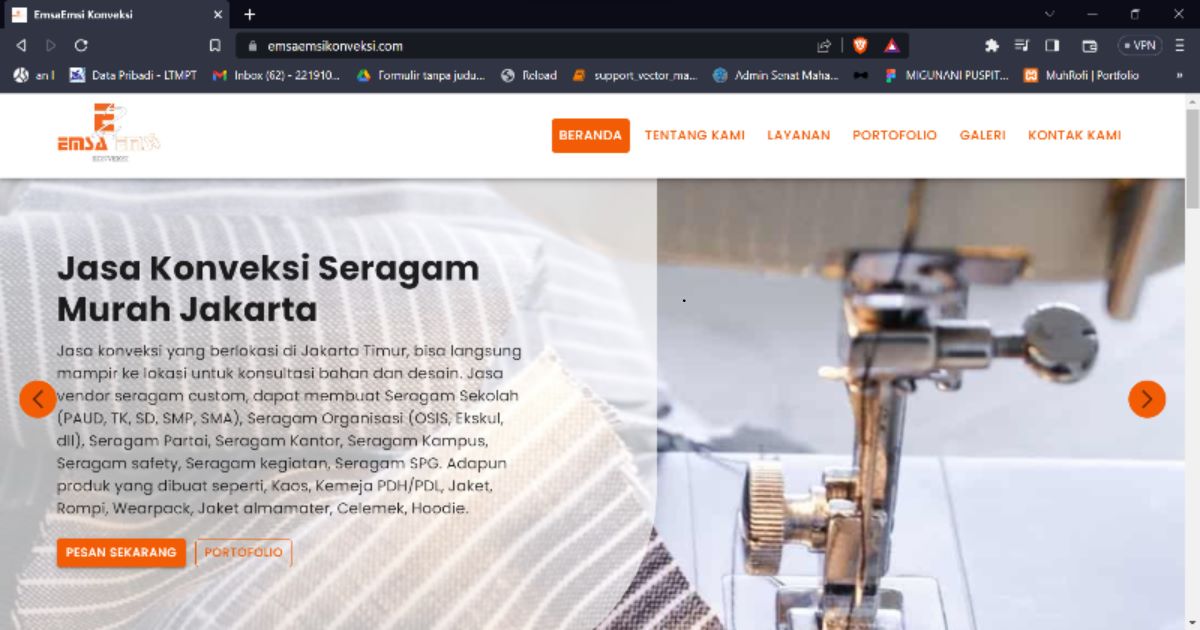 EmsaEmsi Konveksi
emsaemsikonveksi.com
VPN
an l
Data Pribadi - LTMPT
Inbox (62) - 221910...
Formulir tanpa judu...
Reload
support_vector_ma...
Admin Senat Maha...
MIGUNANI PUSPIT...
MuhRofi | Portfolio
»
EMSA
KONVEKSI
BERANDA
TENTANG KAMI
LAYANAN
PORTOFOLIO
GALERI
KONTAK KAMI
Jasa Konveksi Seragam
Murah Jakarta
Jasa konveksi yang berlokasi di Jakarta Timur, bisa langsung
mampir ke lokasi untuk konsultasi bahan dan desain. Jasa
vendor seragam custom, dapat membuat Seragam Sekolah
(PAUD, TK, SD, SMP, SMA), Seragam Organisasi (OSIS, Ekskul,
dll), Seragam Partai, Seragam Kantor, Seragam Kampus,
Seragam safety, Seragam kegiatan, Seragam SPG. Adapun
produk yang dibuat seperti, Kaos, Kemeja PDH/PDL, Jaket,
Rompi, Wearpack, Jaket almamater, Celemek, Hoodie.
PESAN SEKARANG
PORTOFOLIO